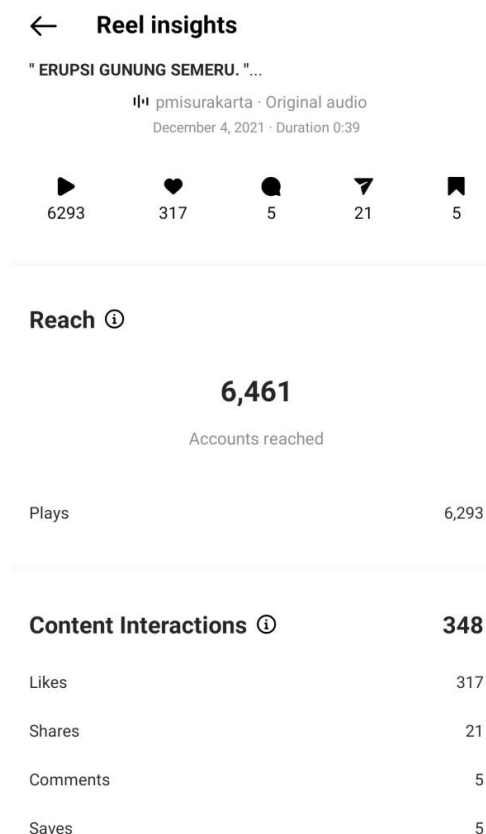 Reel insights
" ERUPSI GUNUNG SEMERU. "...
pmisurakarta · Original audio
December 4, 2021 · Duration 0:39
6293 317 5 21 5
Reach
6,461
Accounts reached
Plays 6,293
Content Interactions 348
Likes 317
Shares 21
Comments 5
Saves 5